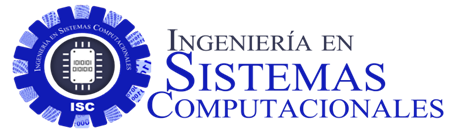 INGENIERÍA EN SISTEMAS COMPUTACIONALES
ISC
INGENIERÍA EN
SISTEMAS
COMPUTACIONALES